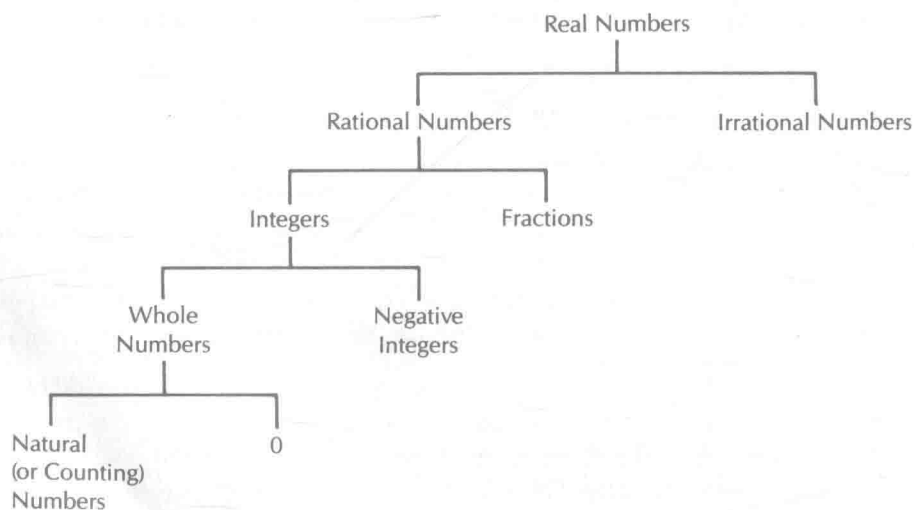 Real Numbers
Rational Numbers
Irrational Numbers
Integers
Fractions
Whole
Numbers
Negative
Integers
Natural
(or Counting)
Numbers
0